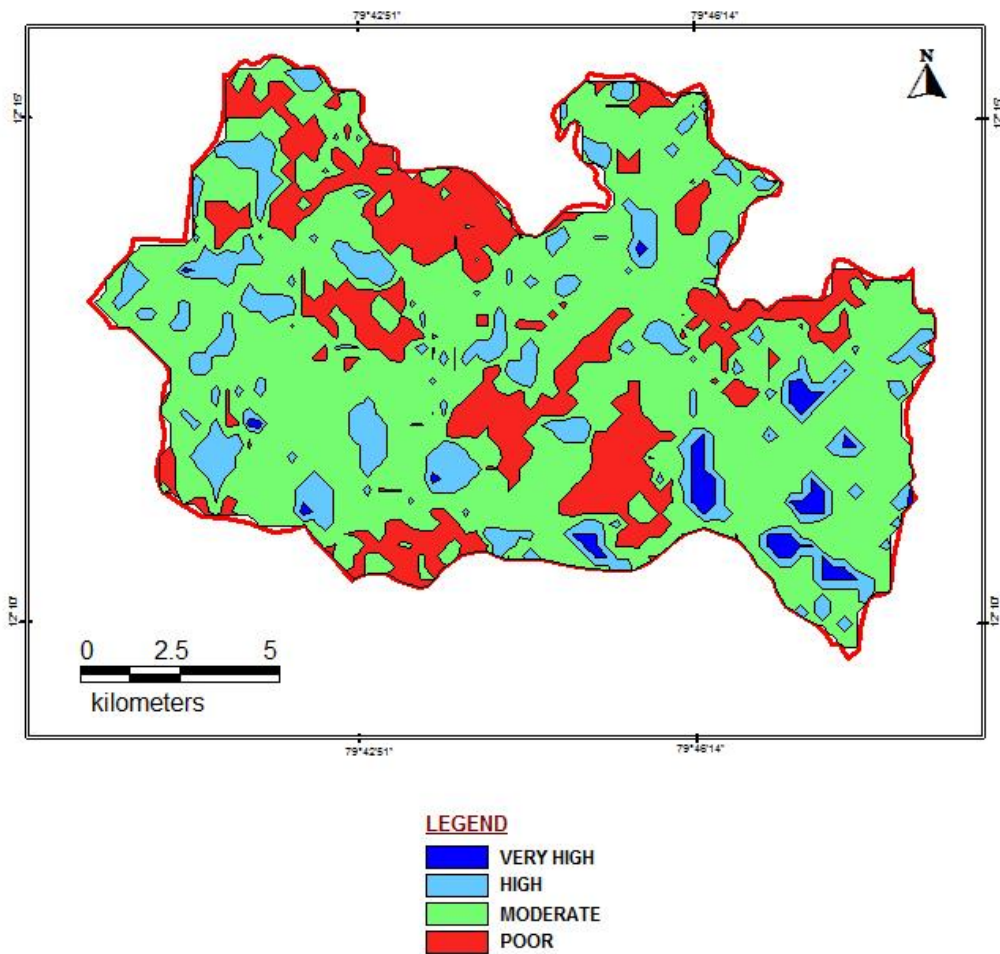 79°42'51" 79°46'14"
N
12°15' 12°15'
12°10' 12°10'
0 2.5 5
kilometers
79°42'51" 79°46'14"
LEGEND
VERY HIGH
HIGH
MODERATE
POOR